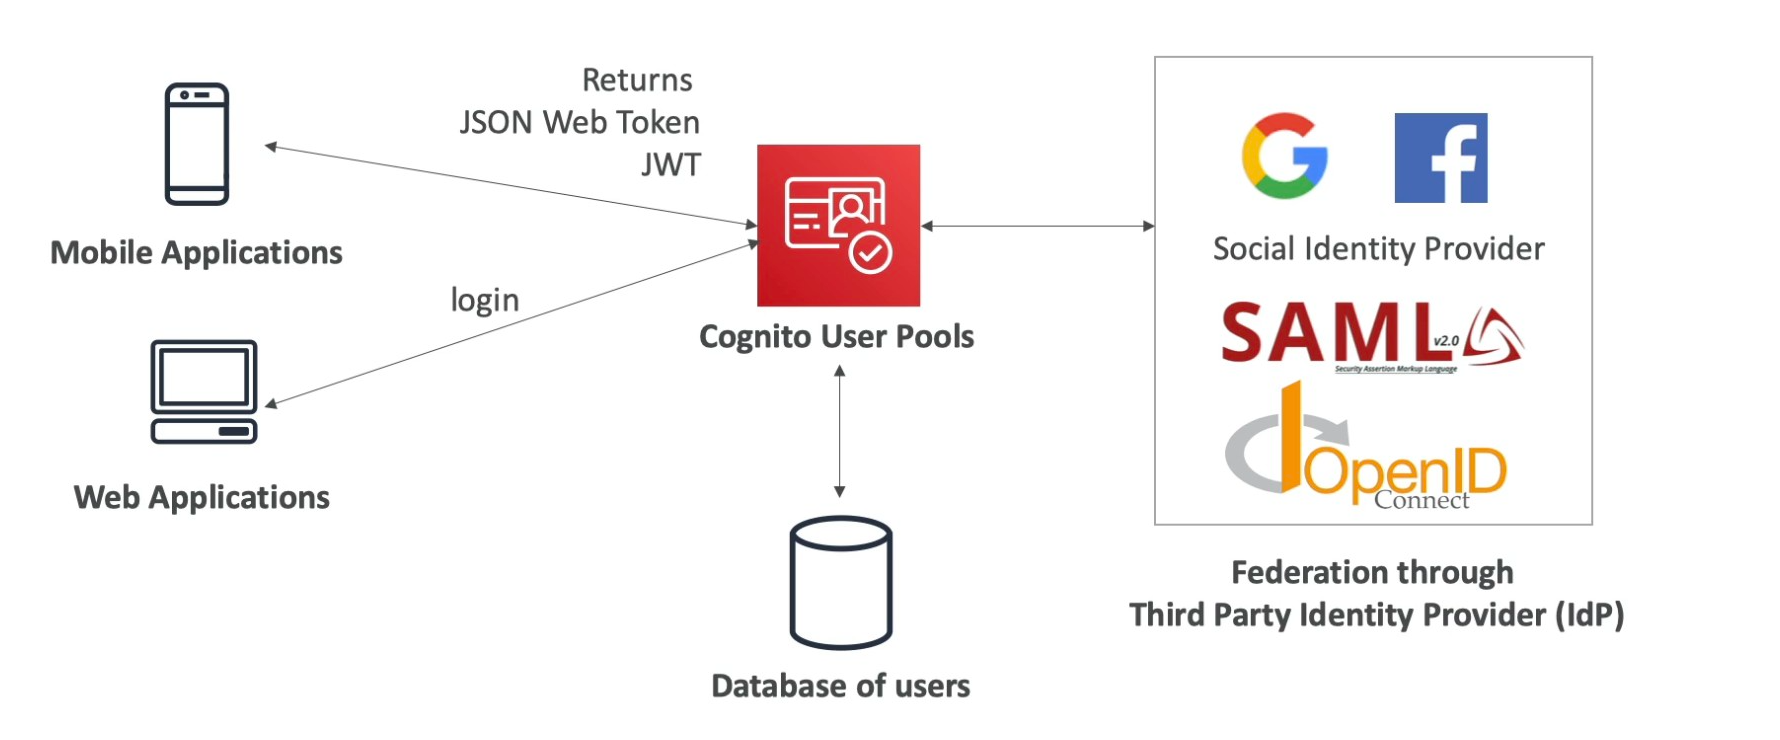 Returns
JSON Web Token
JWT
Mobile Applications
login
Web Applications
Cognito User Pools
Database of users
Social Identity Provider
SAML v2.0
Security Assertion Markup Language
OpenID
Connect
Federation through
Third Party Identity Provider (IdP)